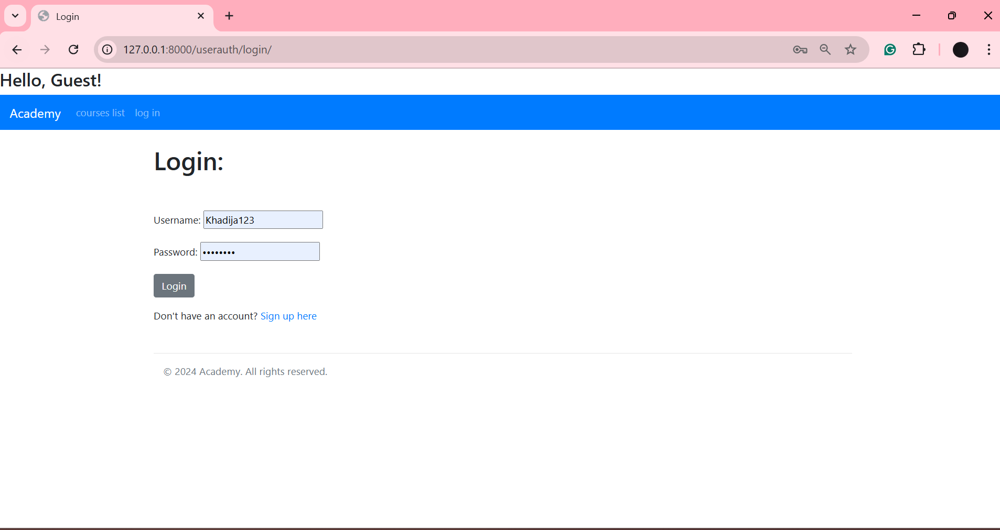 Login
127.0.0.1:8000/userauth/login/
Hello, Guest!
Academy courses list log in
Login:
Username: Khadija123
Password: ••••••••
Login
Don't have an account? Sign up here
© 2024 Academy. All rights reserved.